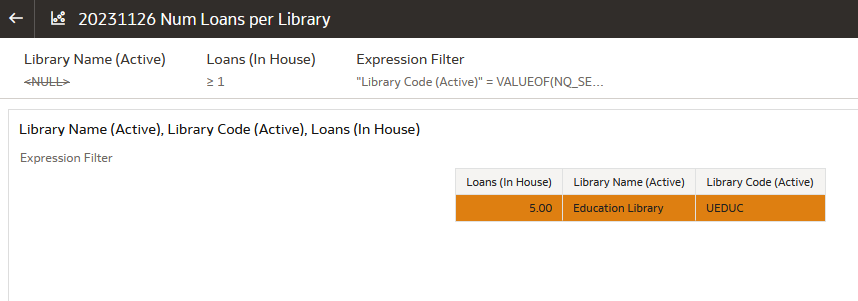 20231126 Num Loans per Library
Library Name (Active) Loans (In House) Expression Filter
<NULL> ≥ 1 "Library Code (Active)" = VALUEOF(NQ_SE...
Library Name (Active), Library Code (Active), Loans (In House)
Expression Filter
Loans (In House) Library Name (Active) Library Code (Active)
5.00 Education Library UEDUC